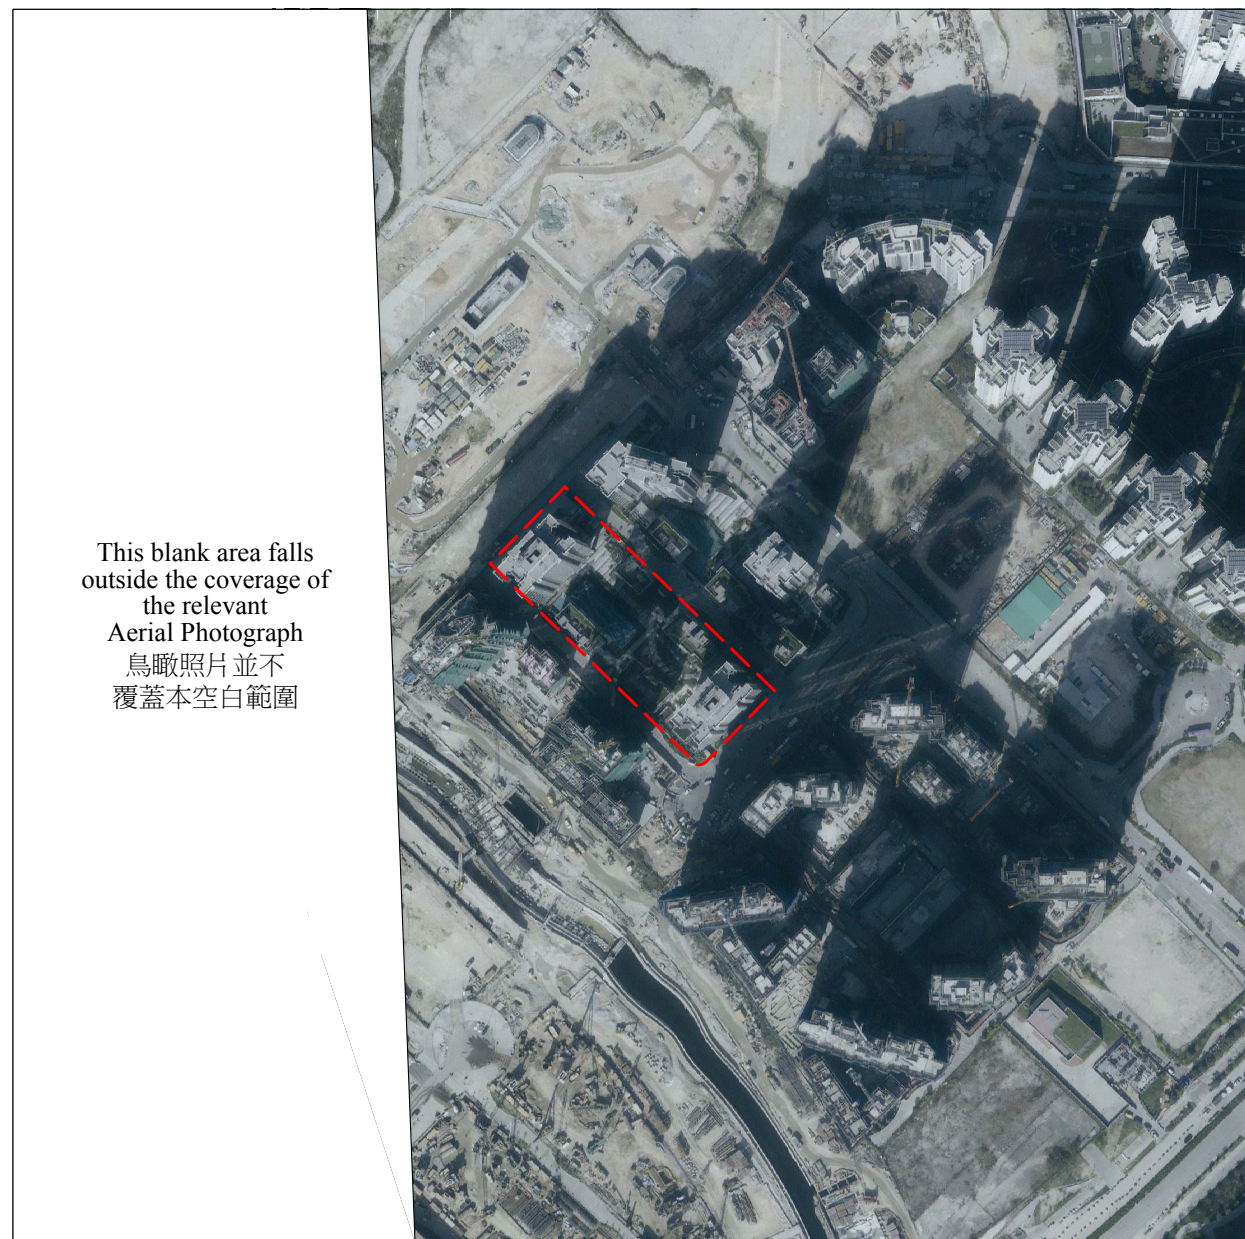 This blank area falls
outside the coverage of
the relevant
Aerial Photograph
鳥瞰照片並不
覆蓋本空白範圍